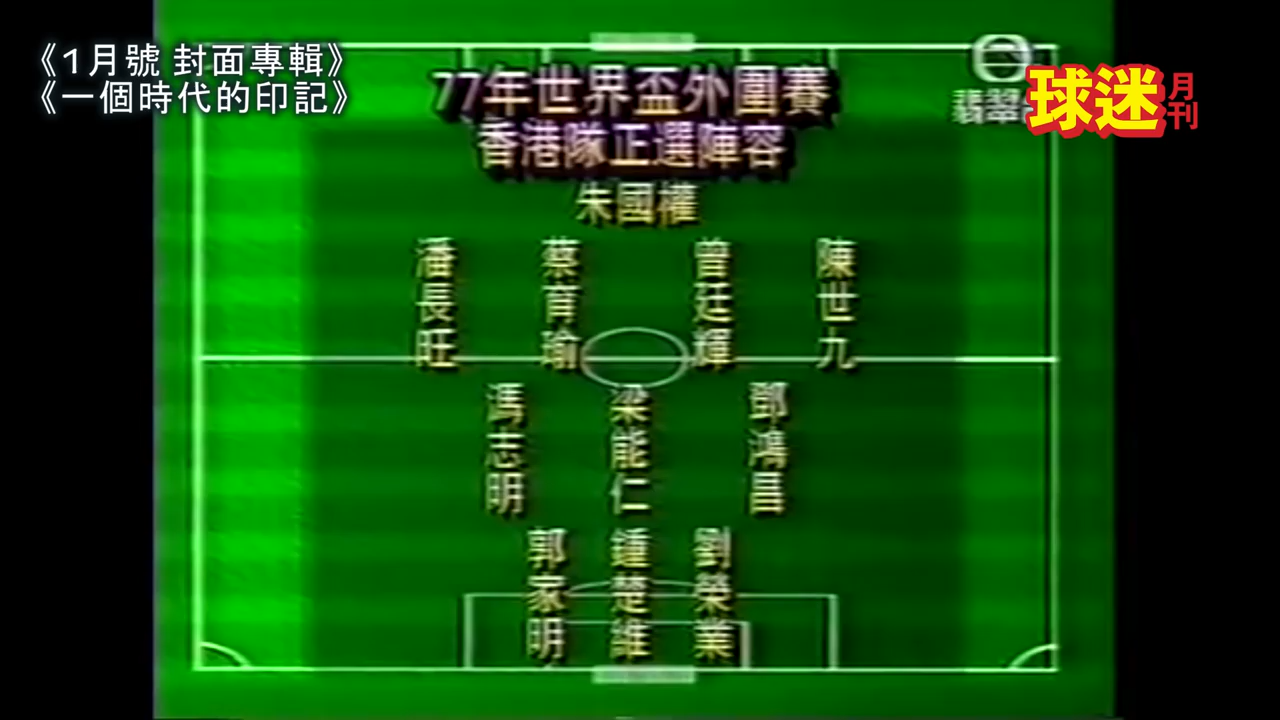 《1月號 封面專輯》
《一個時代的印記》
翡翠
球迷
月刊
77年世界盃外圍賽
香港隊正選陣容
朱國權
潘長旺
蔡育瑜
曾廷輝
陳世九
馮志明
梁能仁
鄧鴻昌
郭家明
鍾楚維
劉榮業